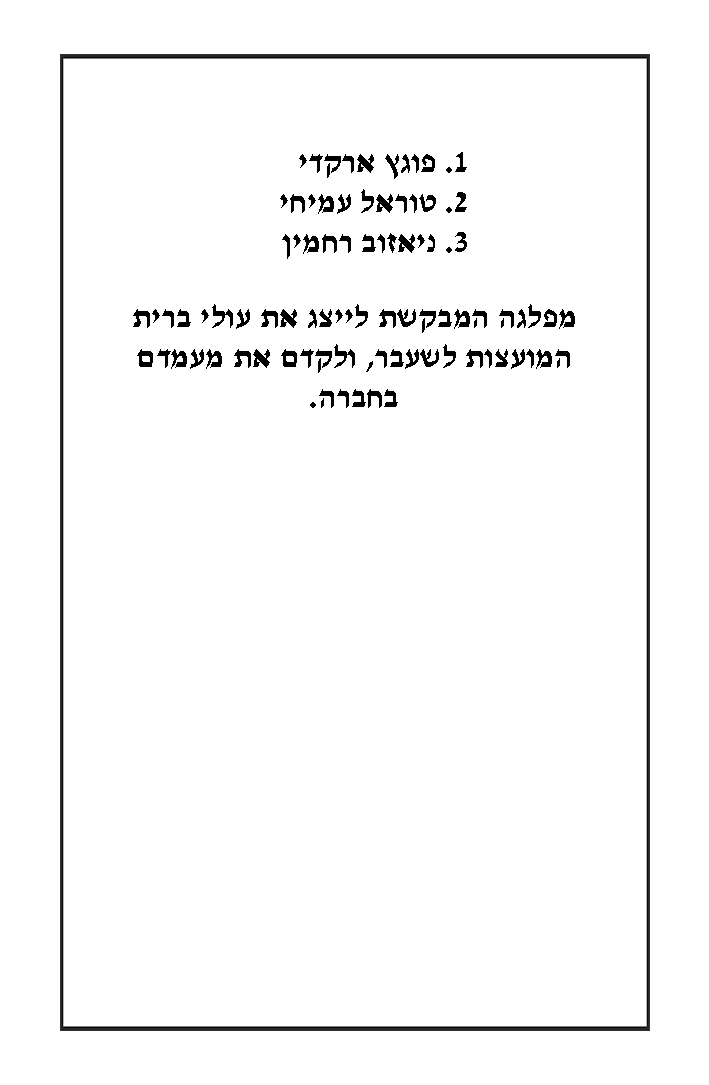 1. פוגץ ארקדי
2. טוראל עמיחי
3. ניאזוב רחמין
מפלגה המבקשת לייצג את עולי ברית
המועצות לשעבר, ולקדם את מעמדם
בחברה.